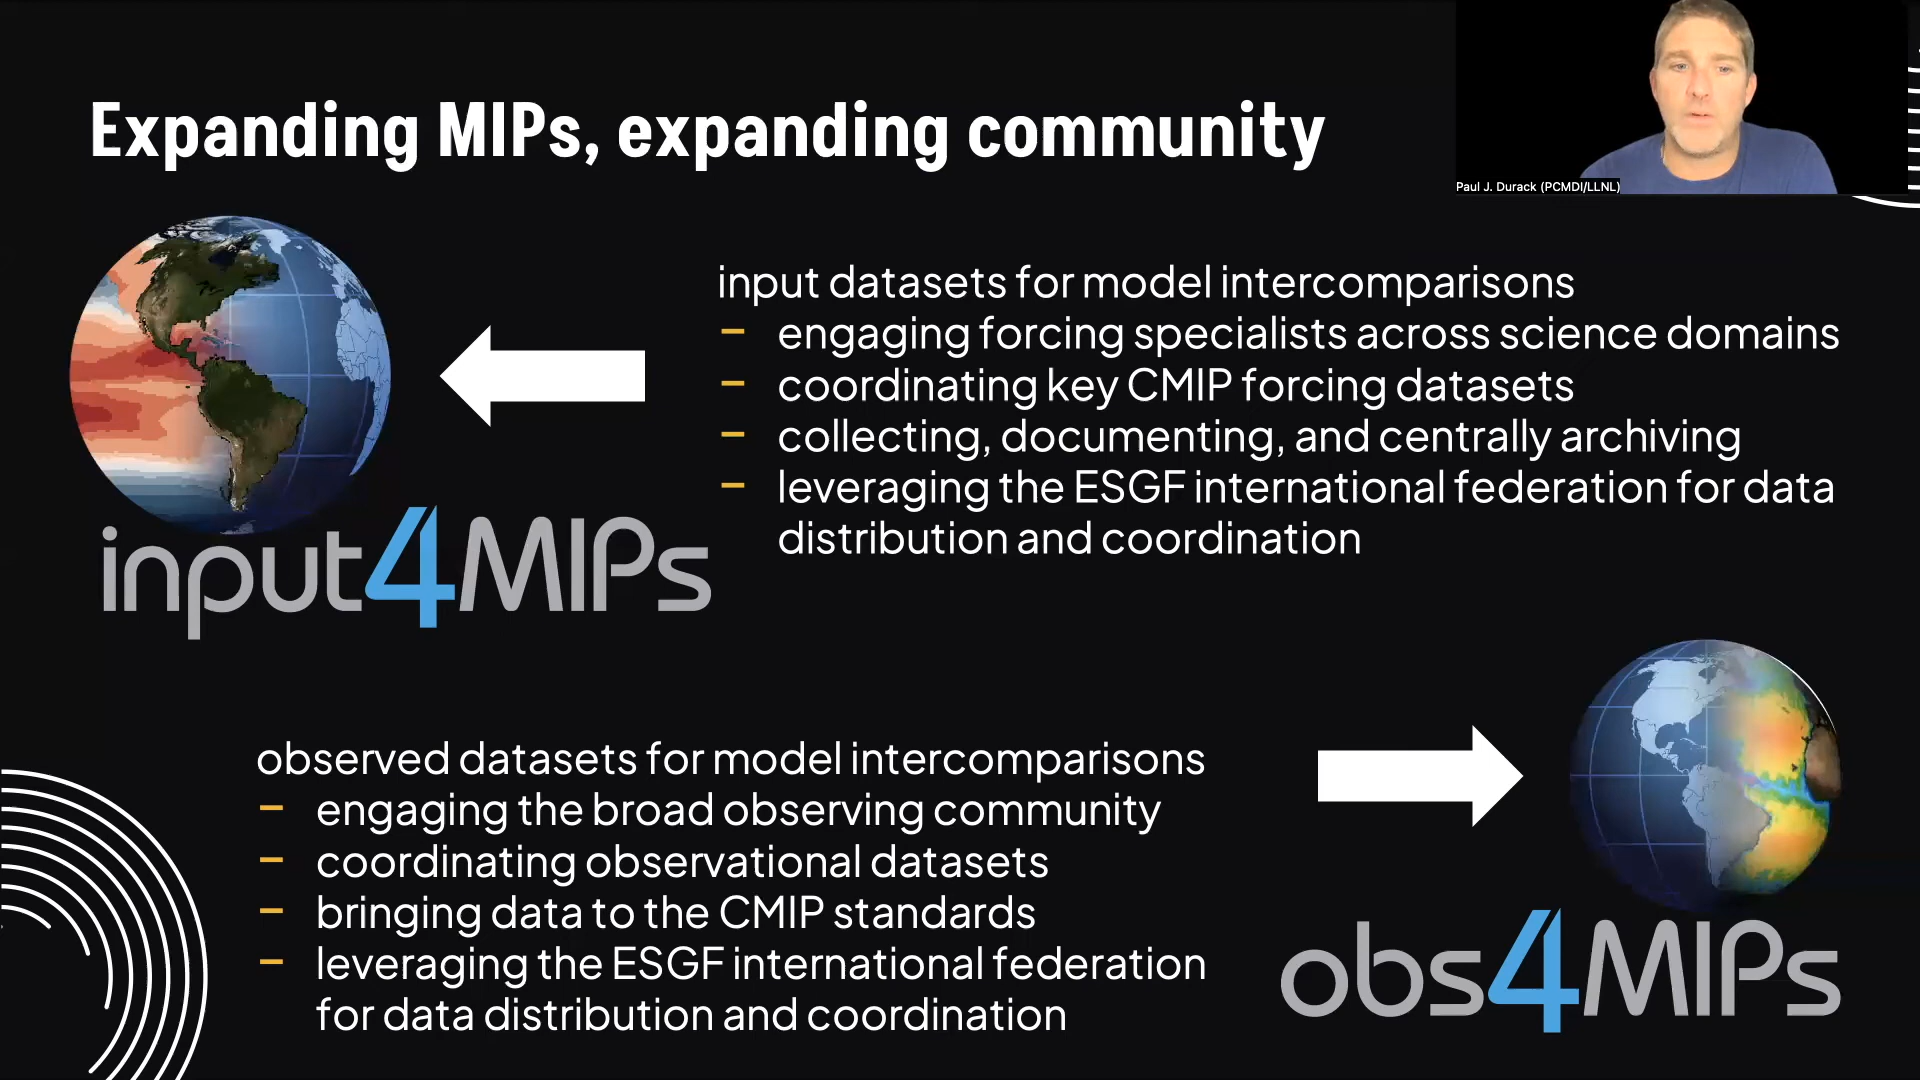 Expanding MIPs, expanding community
Paul J. Durack (PCMDI/LLNL)
input datasets for model intercomparisons
– engaging forcing specialists across science domains
– coordinating key CMIP forcing datasets
– collecting, documenting, and centrally archiving
– leveraging the ESGF international federation for data
distribution and coordination
input4MIPs
observed datasets for model intercomparisons
– engaging the broad observing community
– coordinating observational datasets
– bringing data to the CMIP standards
– leveraging the ESGF international federation
for data distribution and coordination
obs4MIPs